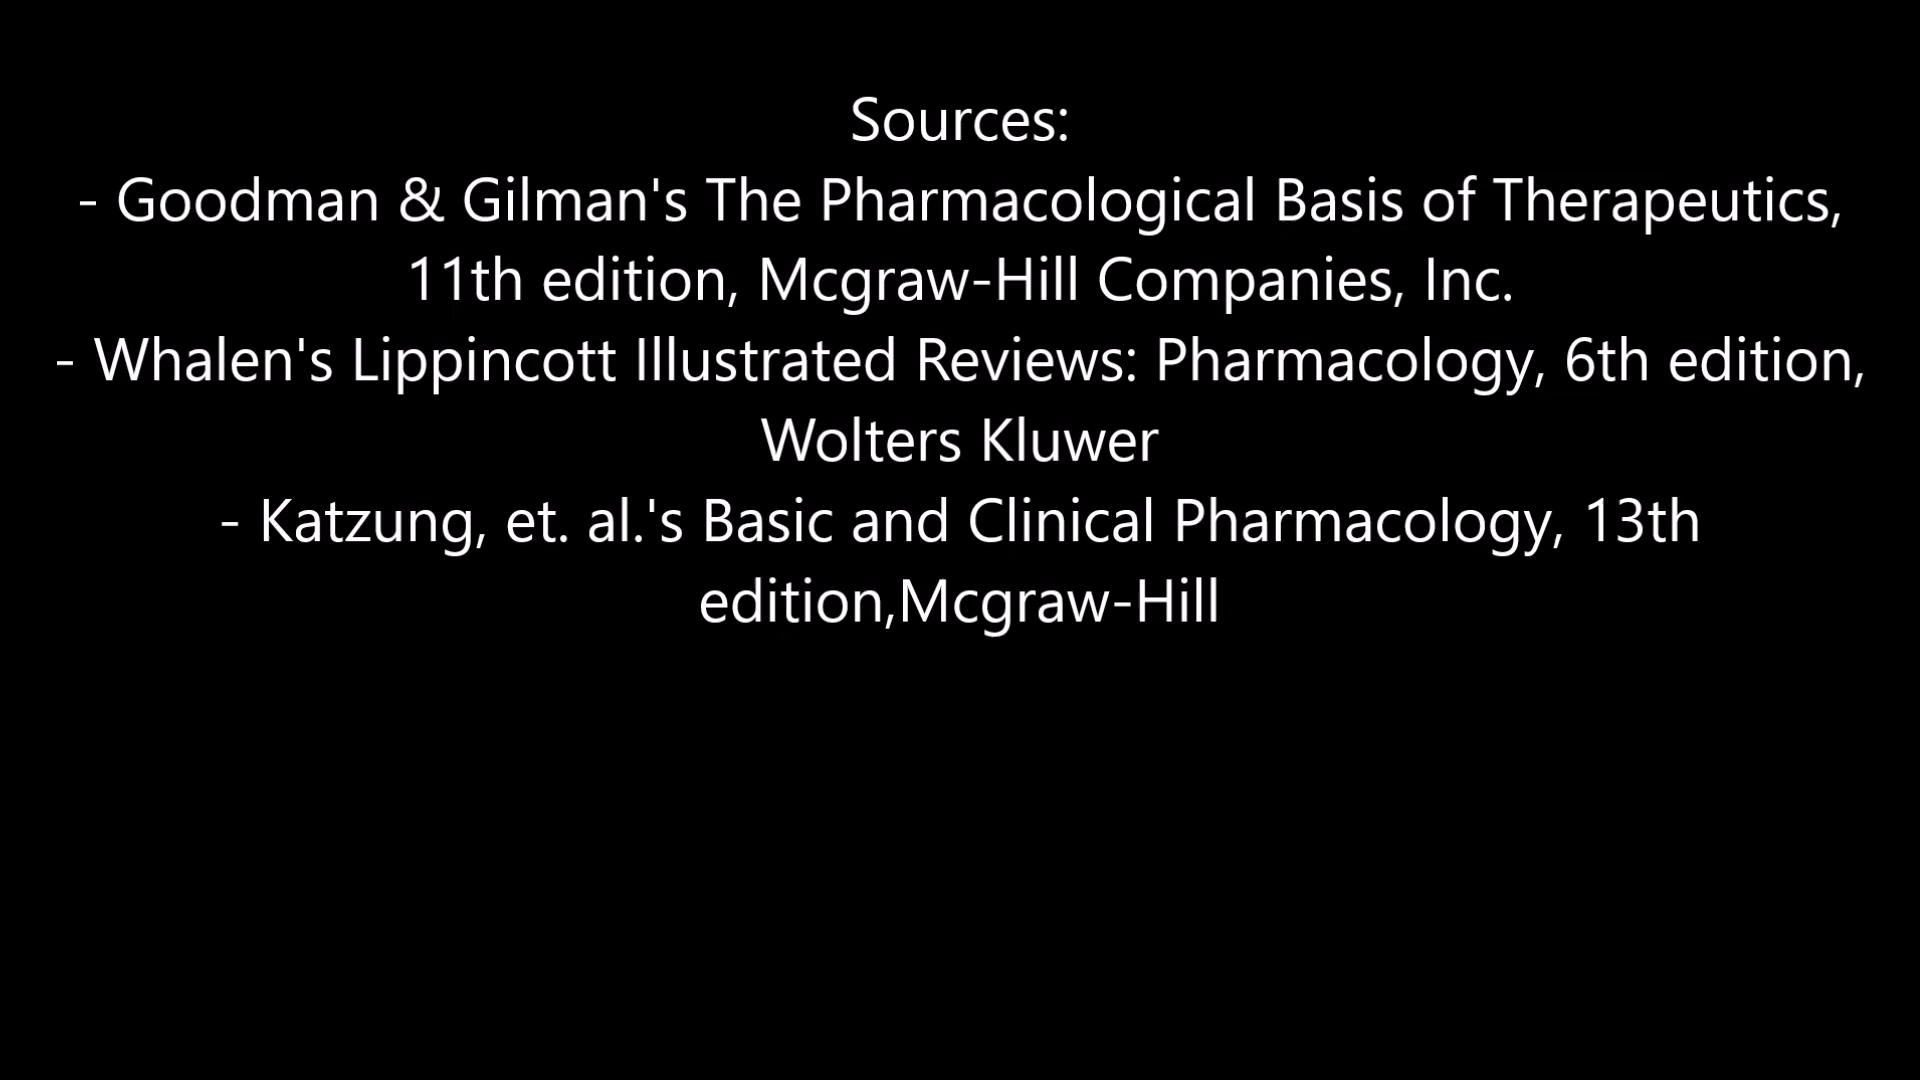 Sources:
- Goodman & Gilman's The Pharmacological Basis of Therapeutics,
11th edition, Mcgraw-Hill Companies, Inc.
- Whalen's Lippincott Illustrated Reviews: Pharmacology, 6th edition,
Wolters Kluwer
- Katzung, et. al.'s Basic and Clinical Pharmacology, 13th
edition,Mcgraw-Hill